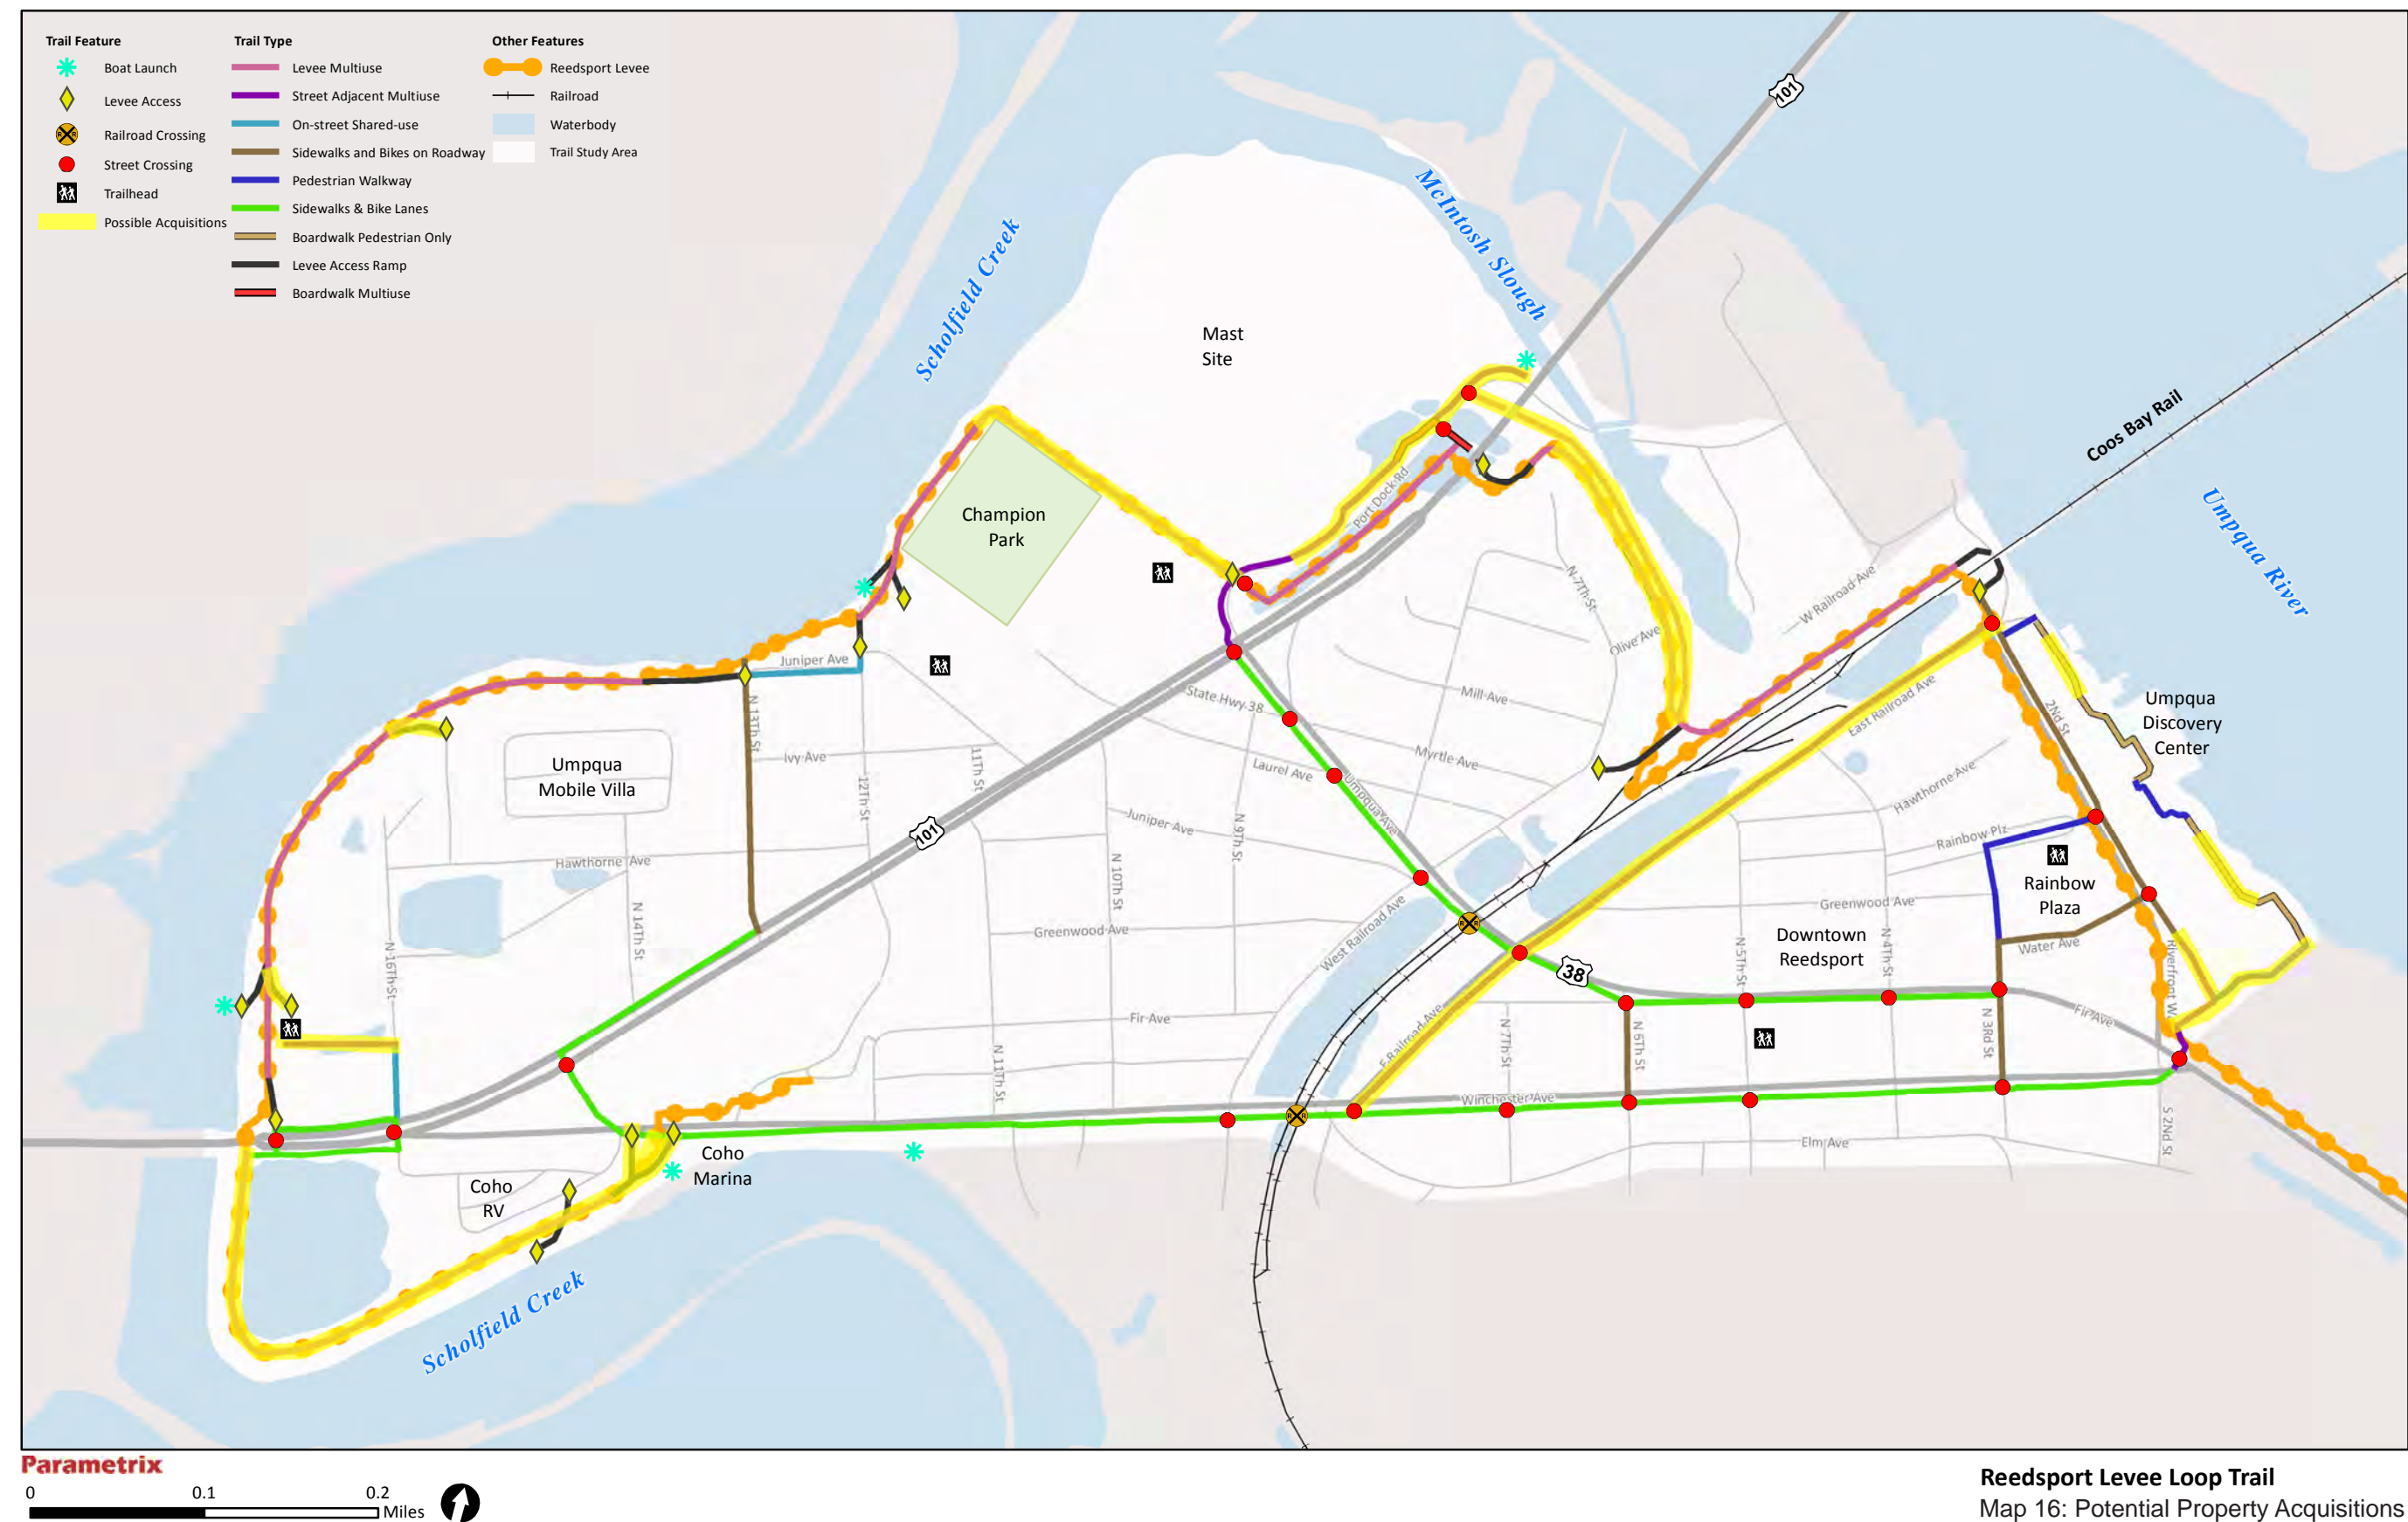 Trail Feature
Boat Launch
Levee Access
Railroad Crossing
Street Crossing
Trailhead
Possible Acquisitions
Trail Type
Levee Multiuse
Street Adjacent Multiuse
On-street Shared-use
Sidewalks and Bikes on Roadway
Pedestrian Walkway
Sidewalks & Bike Lanes
Boardwalk Pedestrian Only
Levee Access Ramp
Boardwalk Multiuse
Other Features
Reedsport Levee
Railroad
Waterbody
Trail Study Area
101
McIntosh Slough
Scholfield Creek
Mast
Site
Coos Bay Rail
Umpqua River
Champion
Park
Port Dock Rd
N 7Th St
Olive Ave
W Railroad Ave
Juniper Ave
N 13Th St
State Hwy 38
Mill Ave
Myrtle Ave
Laurel Ave
Umpqua Ave
East Railroad Ave
2Nd St
Umpqua
Discovery
Center
Umpqua
Mobile Villa
Ivy Ave
12Th St
11Th St
101
Juniper Ave
N 9Th St
Hawthorne Ave
Rainbow Plz
Hawthorne Ave
N 10Th St
Rainbow
Plaza
N 14Th St
N 16Th St
Greenwood Ave
West Railroad Ave
Greenwood Ave
Downtown
Reedsport
N 5Th St
N 4Th St
Water Ave
Riverfront W
38
Fir Ave
E Railroad Ave
N 7Th St
N 6Th St
N 3Rd St
Fir Ave
N 11Th St
Winchester Ave
Elm Ave
S 2Nd St
Coho
Marina
Coho
RV
Scholfield Creek
Parametrix
0 0.1 0.2
Miles
Reedsport Levee Loop Trail
Map 16: Potential Property Acquisitions